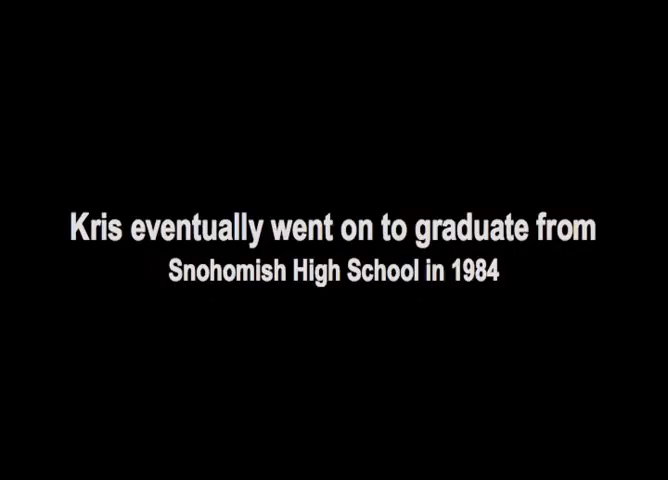 Kris eventually went on to graduate from
Snohomish High School in 1984